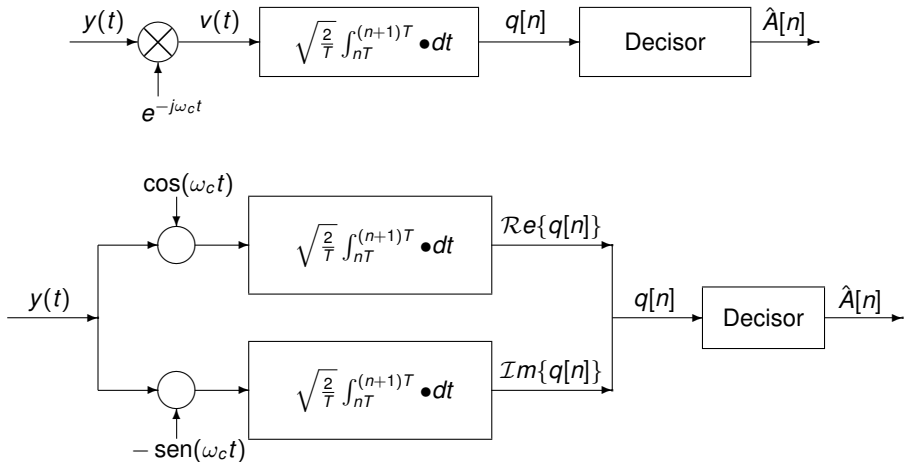 y(t) v(t) √(2/T) ∫_{nT}^{(n+1)T} •dt q[n] Decisor Â[n]
e^{-jω_c t}
cos(ω_c t)
√(2/T) ∫_{nT}^{(n+1)T} •dt Re{q[n]}
y(t) q[n] Decisor Â[n]
√(2/T) ∫_{nT}^{(n+1)T} •dt Im{q[n]}
− sen(ω_c t)